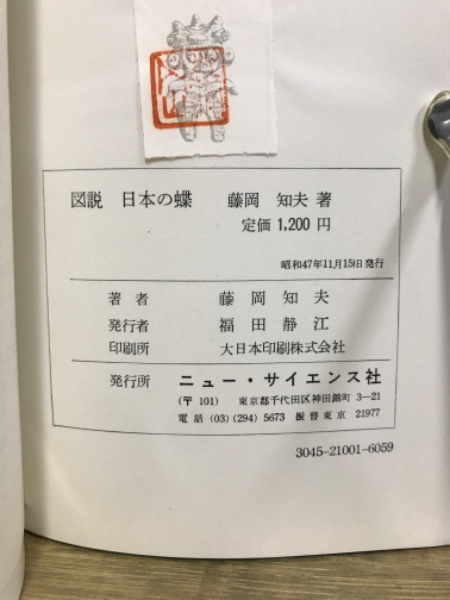 図説 日本の蝶 藤岡 知夫 著
定価 1,200 円
昭和47年11月15日発行
著者 藤岡知夫
発行者 福田静江
印刷所 大日本印刷株式会社
発行所 ニュー・サイエンス社
(〒101) 東京都千代田区神田錦町 3―21
電話 (03) (294) 5673 振替東京 21977
3045-21001-6059